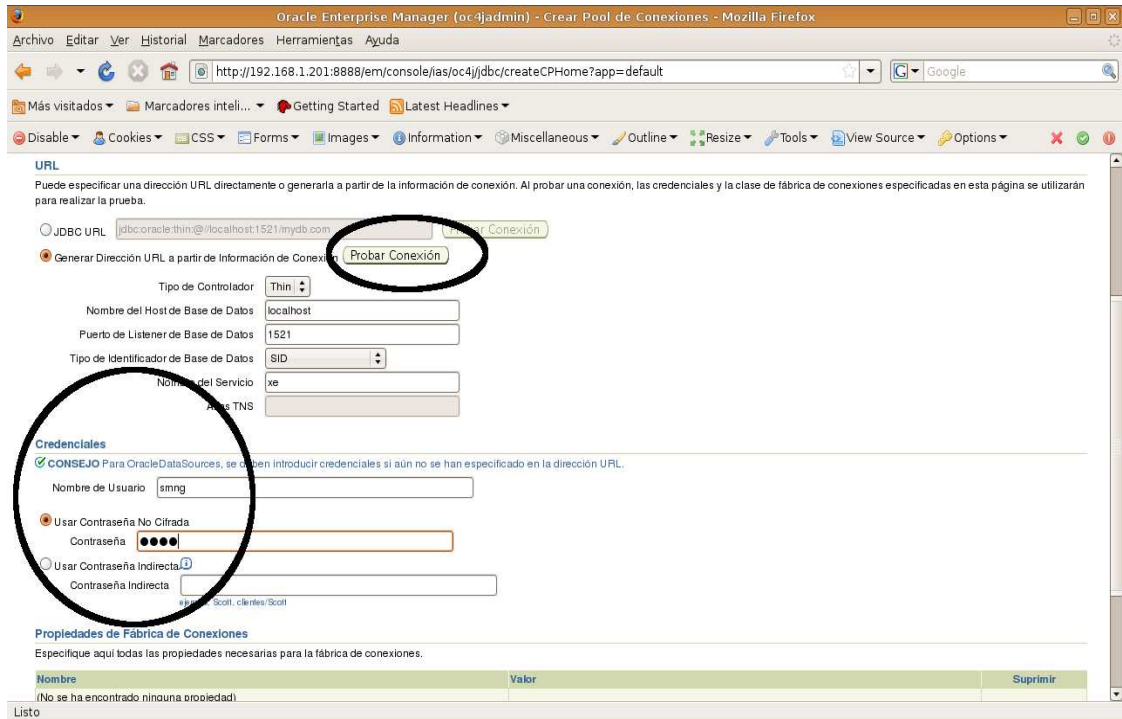 Oracle Enterprise Manager (oc4jadmin) - Crear Pool de Conexiones - Mozilla Firefox
Archivo Editar Ver Historial Marcadores Herramientas Ayuda
http://192.168.1.201:8888/em/console/ias/oc4j/jdbc/createCPHome?app=default
G Google
Más visitados Marcadores inteli... Getting Started Latest Headlines
Disable Cookies CSS Forms Images Information Miscellaneous Outline Resize Tools View Source Options
URL
Puede especificar una dirección URL directamente o generarla a partir de la información de conexión. Al probar una conexión, las credenciales y la clase de fábrica de conexiones especificadas en esta página se utilizarán
para realizar la prueba.
JDBC URL jdbc:oracle:thin:@//localhost:1521/mydb.com Probar Conexión
Generar Dirección URL a partir de Información de Conexión Probar Conexión
Tipo de Controlador Thin
Nombre del Host de Base de Datos localhost
Puerto de Listener de Base de Datos 1521
Tipo de Identificador de Base de Datos SID
Nombre del Servicio xe
Alias TNS
Credenciales
CONSEJO Para OracleDataSources, se deben introducir credenciales si aún no se han especificado en la dirección URL.
Nombre de Usuario smng
Usar Contraseña No Cifrada
Contraseña ●●●●
Usar Contraseña Indirecta
Contraseña Indirecta
Scott, clientes/Scott
Propiedades de Fábrica de Conexiones
Especifique aquí todas las propiedades necesarias para la fábrica de conexiones.
Nombre Valor Suprimir
(No se ha encontrado ninguna propiedad)
Listo